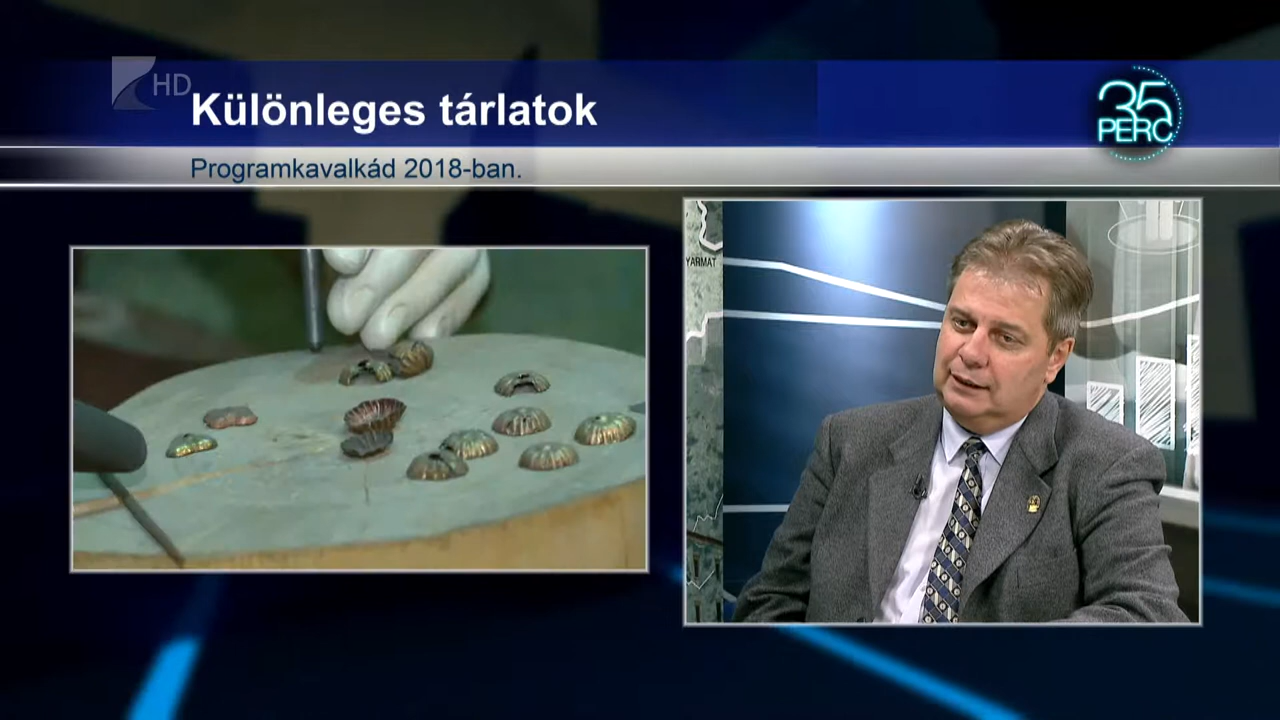 HD
Különleges tárlatok
35
PERC
Programkavalkád 2018-ban.
YARMAT